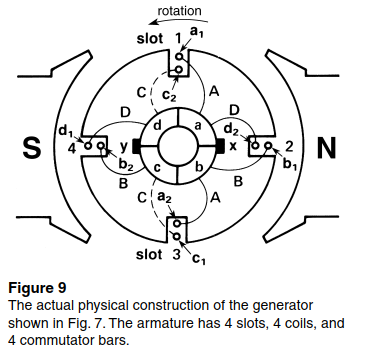 rotation
slot 1 a1
C c2 A
D d a D
d1 d2
S 4 y x 2 N
b2 c b b1
B B
C a2 A
slot 3 c1
Figure 9
The actual physical construction of the generator
shown in Fig. 7. The armature has 4 slots, 4 coils, and
4 commutator bars.